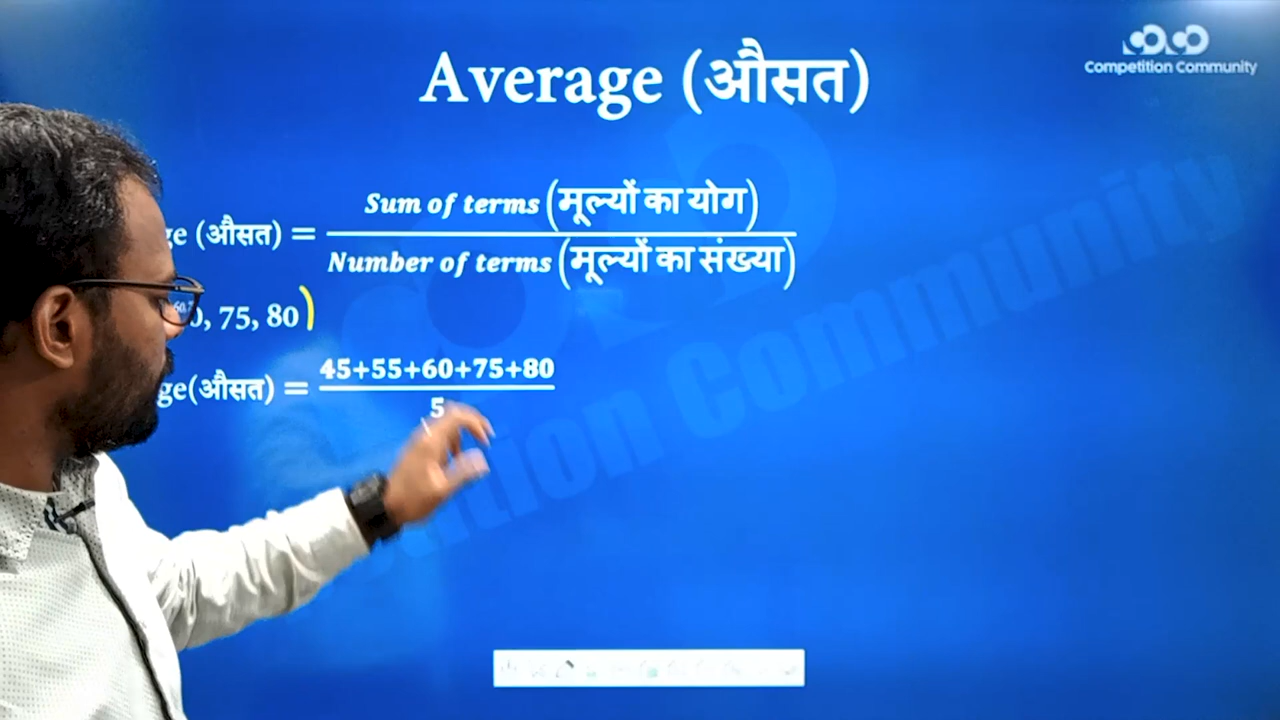 Competition Community
Average (औसत)
ge (औसत) =
Sum of terms (मूल्यों का योग)
Number of terms (मूल्यों का संख्या)
0, 75, 80)
ge(औसत) =
45+55+60+75+80
5
Competition Community